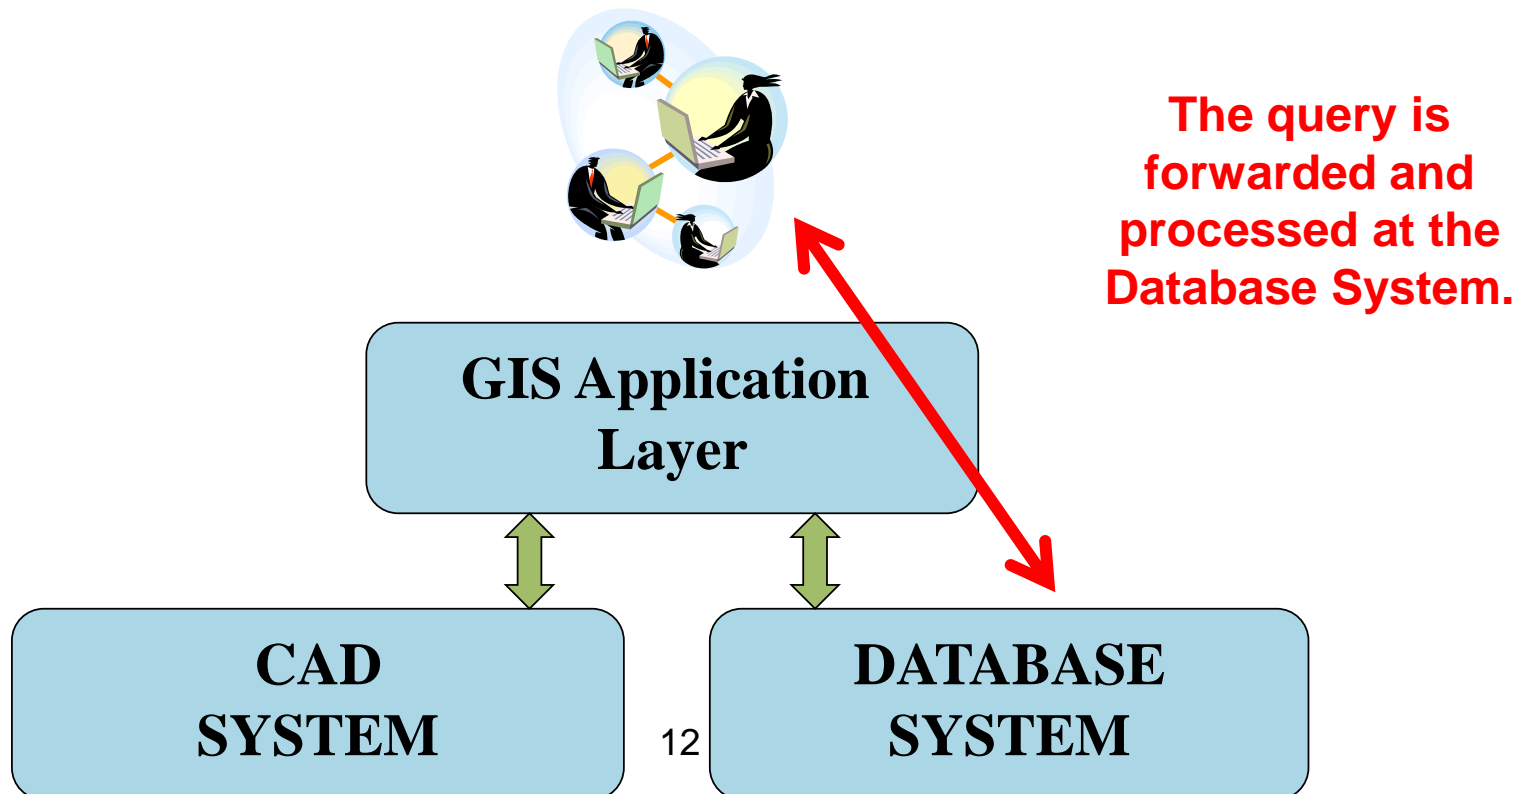 The query is
forwarded and
processed at the
Database System.
GIS Application
Layer
CAD
SYSTEM
12
DATABASE
SYSTEM